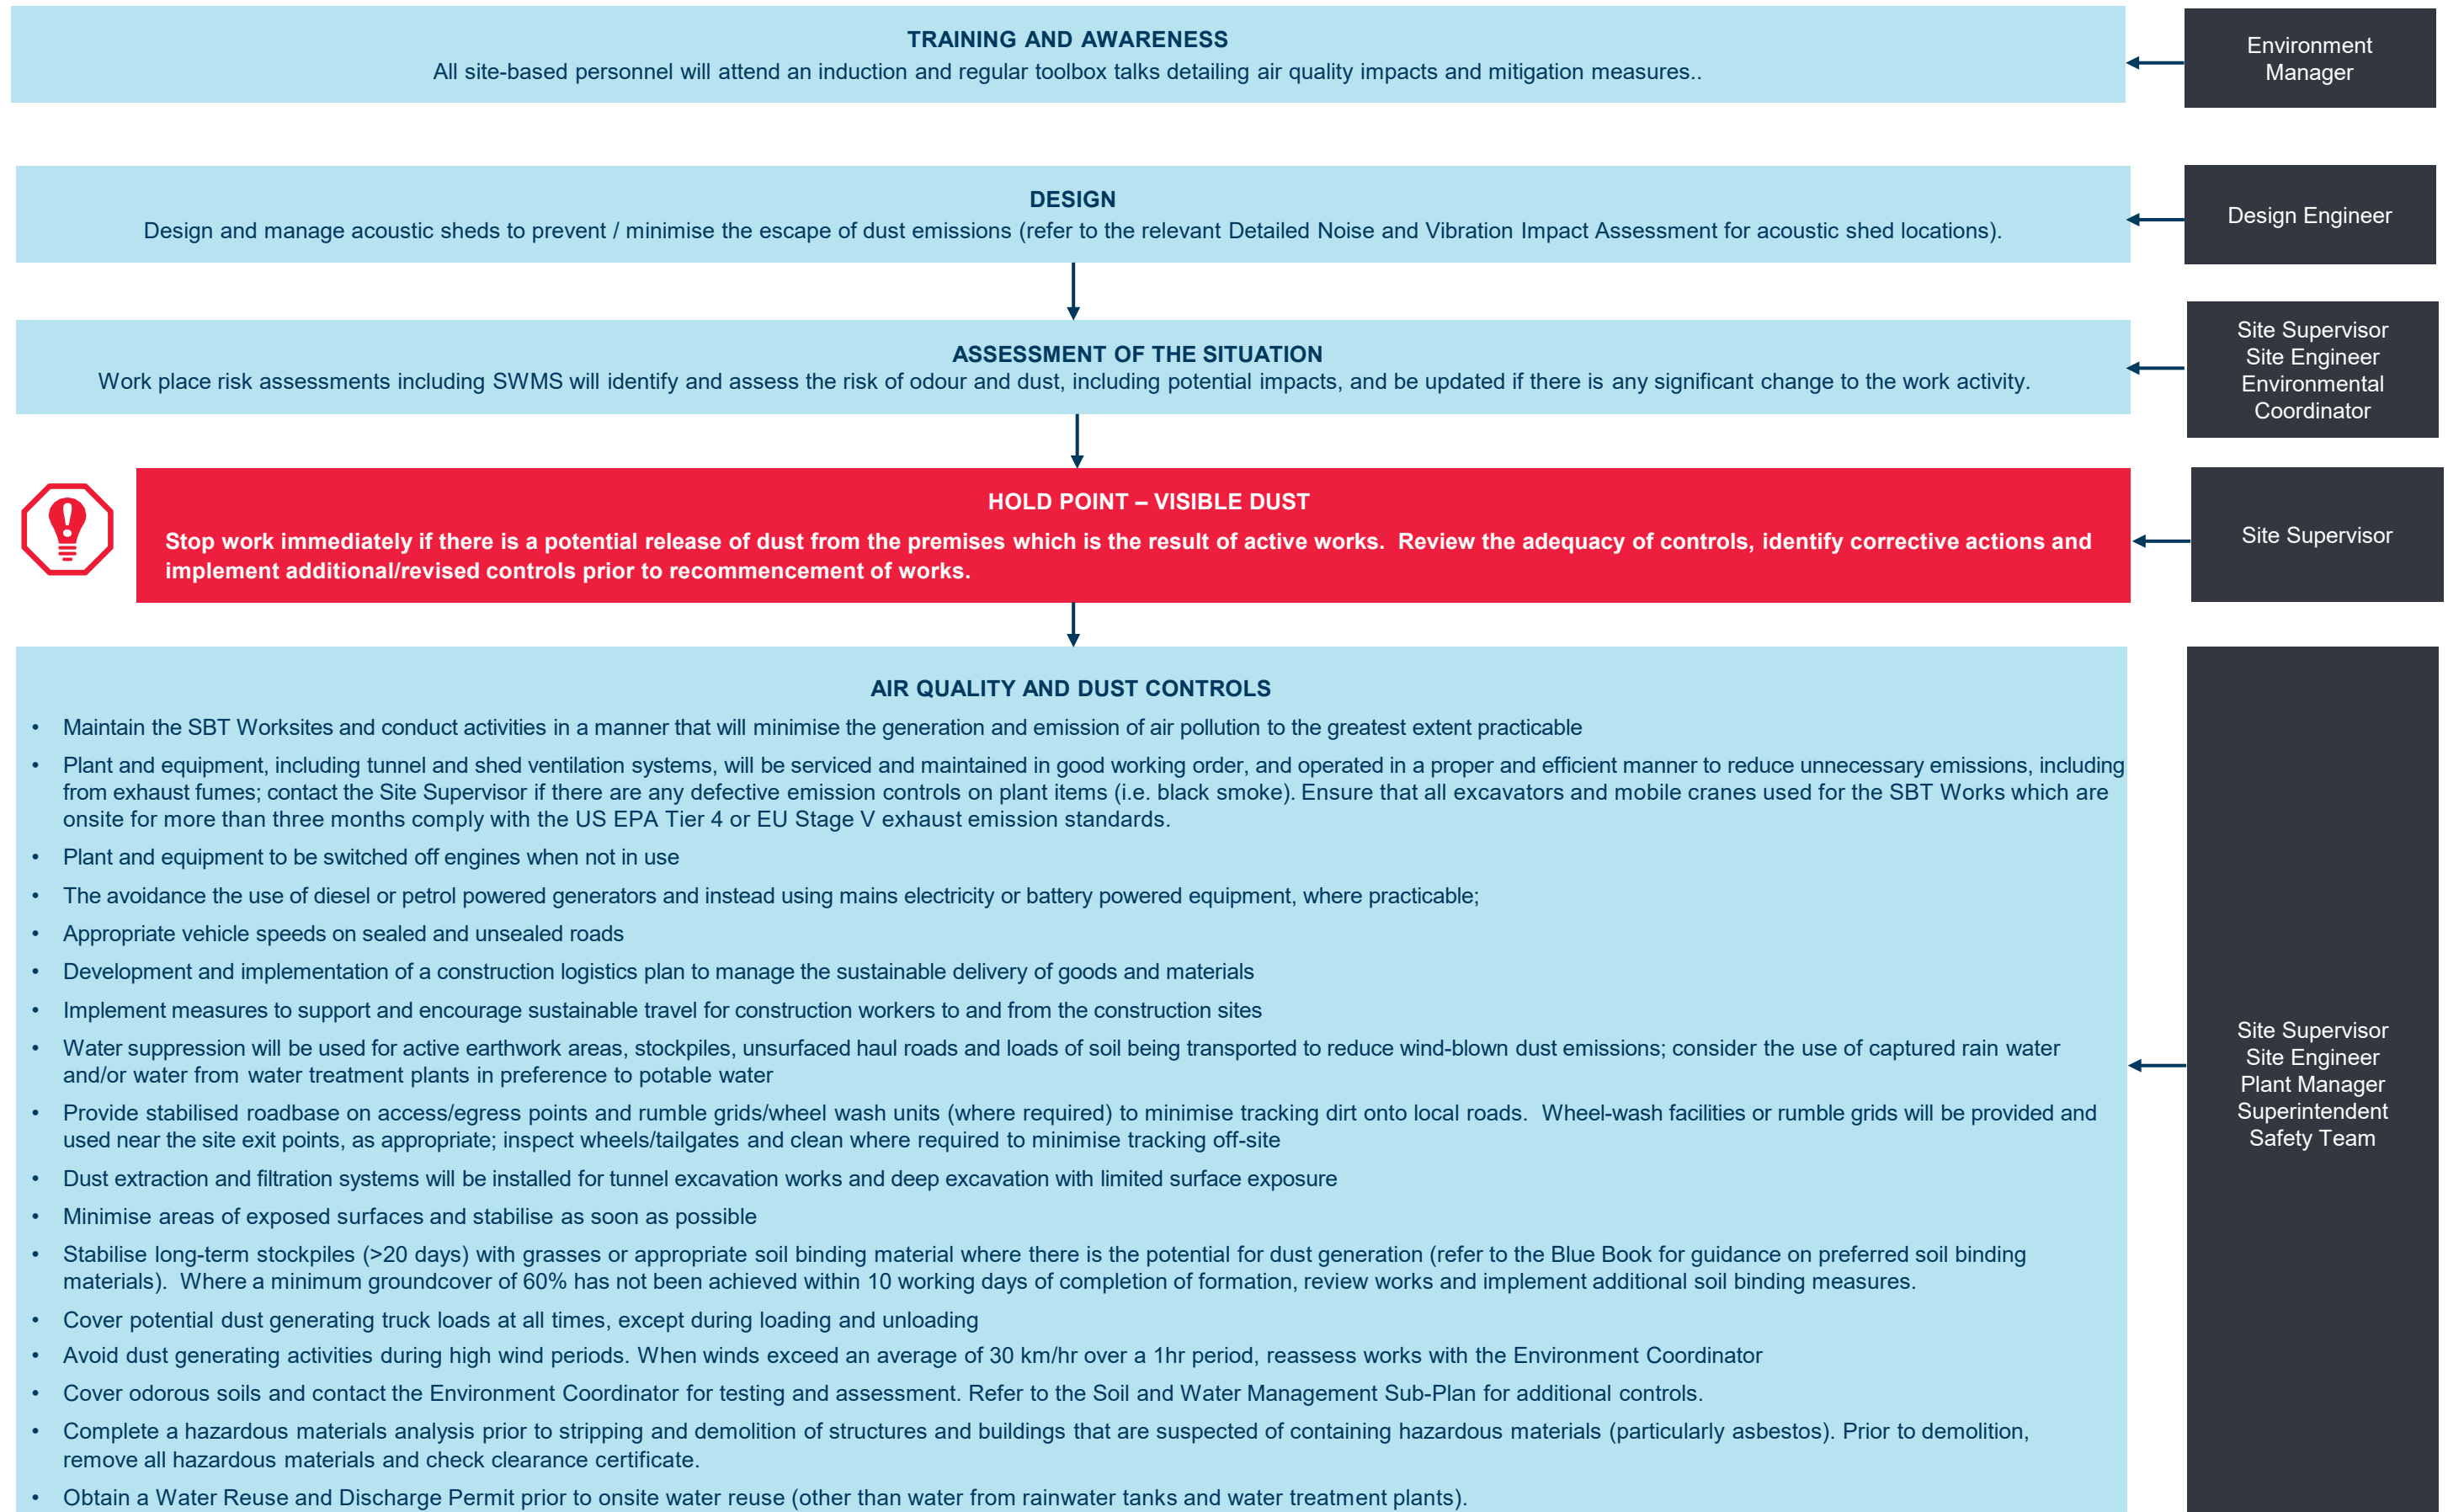 TRAINING AND AWARENESS
All site-based personnel will attend an induction and regular toolbox talks detailing air quality impacts and mitigation measures..
Environment
Manager
DESIGN
Design and manage acoustic sheds to prevent / minimise the escape of dust emissions (refer to the relevant Detailed Noise and Vibration Impact Assessment for acoustic shed locations).
Design Engineer
ASSESSMENT OF THE SITUATION
Work place risk assessments including SWMS will identify and assess the risk of odour and dust, including potential impacts, and be updated if there is any significant change to the work activity.
Site Supervisor
Site Engineer
Environmental
Coordinator
HOLD POINT – VISIBLE DUST
Stop work immediately if there is a potential release of dust from the premises which is the result of active works.  Review the adequacy of controls, identify corrective actions and
implement additional/revised controls prior to recommencement of works.
Site Supervisor
AIR QUALITY AND DUST CONTROLS
• Maintain the SBT Worksites and conduct activities in a manner that will minimise the generation and emission of air pollution to the greatest extent practicable
• Plant and equipment, including tunnel and shed ventilation systems, will be serviced and maintained in good working order, and operated in a proper and efficient manner to reduce unnecessary emissions, including
from exhaust fumes; contact the Site Supervisor if there are any defective emission controls on plant items (i.e. black smoke). Ensure that all excavators and mobile cranes used for the SBT Works which are
onsite for more than three months comply with the US EPA Tier 4 or EU Stage V exhaust emission standards.
• Plant and equipment to be switched off engines when not in use
• The avoidance the use of diesel or petrol powered generators and instead using mains electricity or battery powered equipment, where practicable;
• Appropriate vehicle speeds on sealed and unsealed roads
• Development and implementation of a construction logistics plan to manage the sustainable delivery of goods and materials
• Implement measures to support and encourage sustainable travel for construction workers to and from the construction sites
• Water suppression will be used for active earthwork areas, stockpiles, unsurfaced haul roads and loads of soil being transported to reduce wind-blown dust emissions; consider the use of captured rain water
and/or water from water treatment plants in preference to potable water
• Provide stabilised roadbase on access/egress points and rumble grids/wheel wash units (where required) to minimise tracking dirt onto local roads.  Wheel-wash facilities or rumble grids will be provided and
used near the site exit points, as appropriate; inspect wheels/tailgates and clean where required to minimise tracking off-site
• Dust extraction and filtration systems will be installed for tunnel excavation works and deep excavation with limited surface exposure
• Minimise areas of exposed surfaces and stabilise as soon as possible
• Stabilise long-term stockpiles (>20 days) with grasses or appropriate soil binding material where there is the potential for dust generation (refer to the Blue Book for guidance on preferred soil binding
materials).  Where a minimum groundcover of 60% has not been achieved within 10 working days of completion of formation, review works and implement additional soil binding measures.
• Cover potential dust generating truck loads at all times, except during loading and unloading
• Avoid dust generating activities during high wind periods. When winds exceed an average of 30 km/hr over a 1hr period, reassess works with the Environment Coordinator
• Cover odorous soils and contact the Environment Coordinator for testing and assessment. Refer to the Soil and Water Management Sub-Plan for additional controls.
• Complete a hazardous materials analysis prior to stripping and demolition of structures and buildings that are suspected of containing hazardous materials (particularly asbestos). Prior to demolition,
remove all hazardous materials and check clearance certificate.
• Obtain a Water Reuse and Discharge Permit prior to onsite water reuse (other than water from rainwater tanks and water treatment plants).
Site Supervisor
Site Engineer
Plant Manager
Superintendent
Safety Team